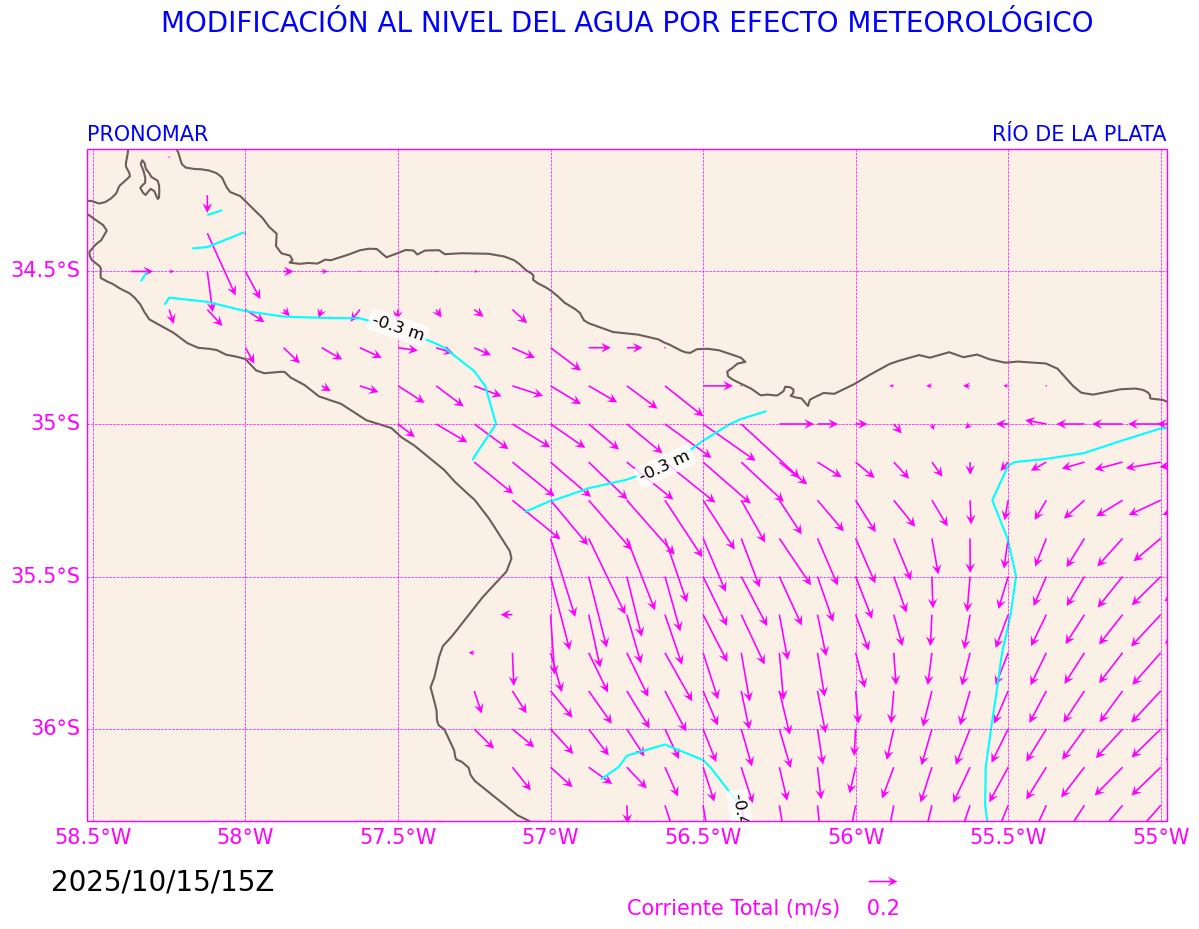 MODIFICACIÓN AL NIVEL DEL AGUA POR EFECTO METEOROLÓGICO
PRONOMAR
RÍO DE LA PLATA
34.5°S
-0.3 m
35°S
-0.3 m
35.5°S
36°S
-0.4
58.5°W 58°W 57.5°W 57°W 56.5°W 56°W 55.5°W 55°W
2025/10/15/15Z
Corriente Total (m/s) 0.2